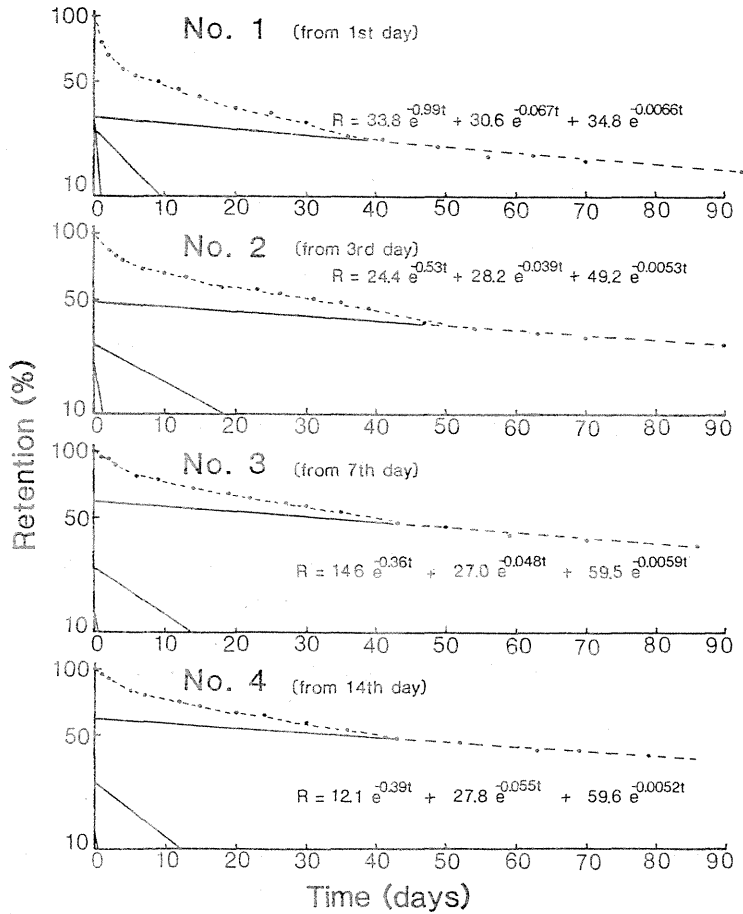 100
No. 1 (from 1st day)
50
R = 33.8 e^-0.99t + 30.6 e^-0.067t + 34.8 e^-0.0066t
10
0 10 20 30 40 50 60 70 80 90
100
No. 2 (from 3rd day)
R = 24.4 e^-0.53t + 28.2 e^-0.039t + 49.2 e^-0.0053t
50
10
0 10 20 30 40 50 60 70 80 90
Retention (%)
100
No. 3 (from 7th day)
50
R = 146 e^-0.36t + 27.0 e^-0.048t + 59.5 e^-0.0059t
10
0 10 20 30 40 50 60 70 80 90
100
No. 4 (from 14th day)
50
R = 12.1 e^-0.39t + 27.8 e^-0.055t + 59.6 e^-0.0052t
10
0 10 20 30 40 50 60 70 80 90
Time (days)